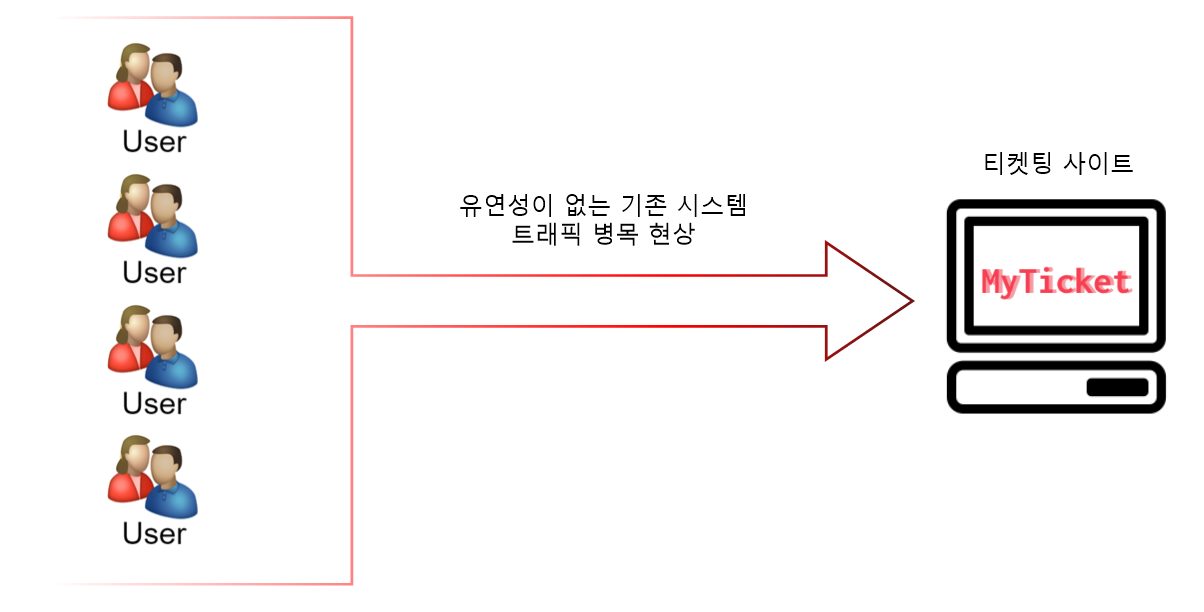 User
User
User
User
유연성이 없는 기존 시스템
트래픽 병목 현상
티켓팅 사이트
MyTicket